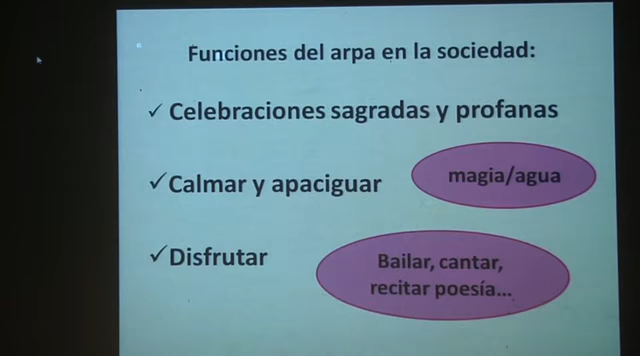 Funciones del arpa en la sociedad:
✓ Celebraciones sagradas y profanas
✓ Calmar y apaciguar
magia/agua
✓ Disfrutar
Bailar, cantar,
recitar poesía...